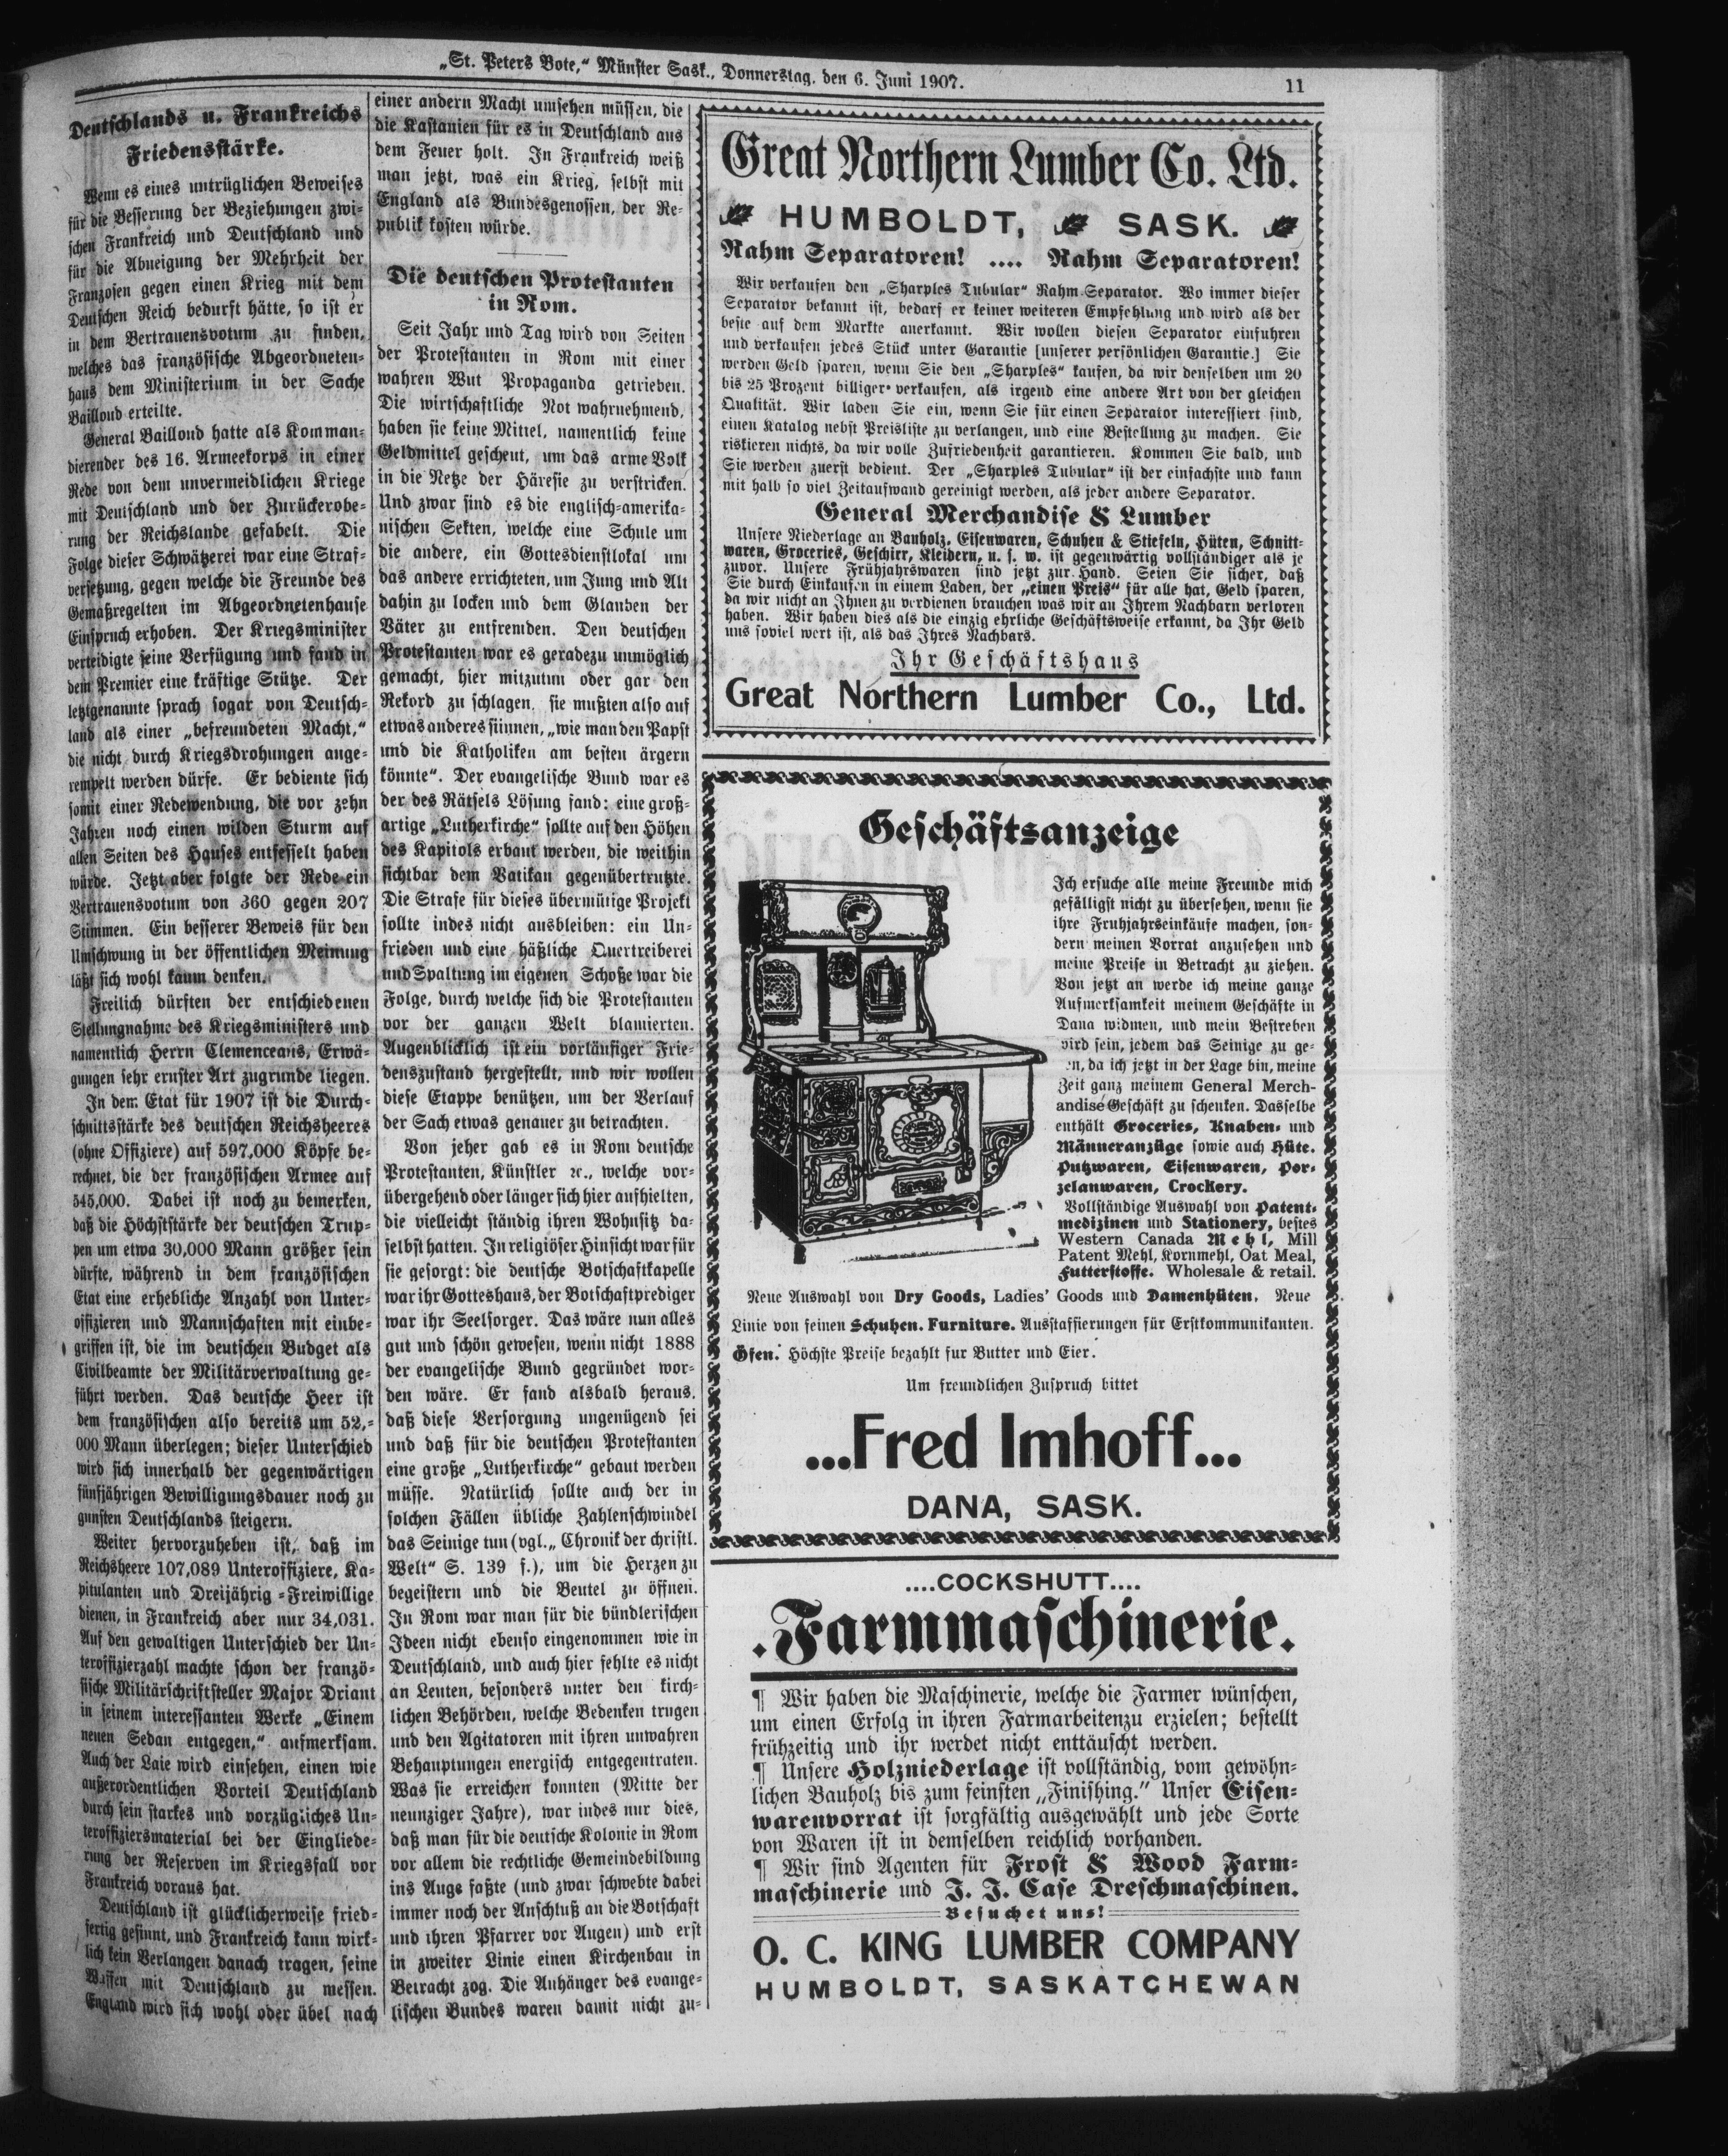 „St. Peters Bote,“ Münster Sask., Donnerstag, den 6. Juni 1907.
11
Deutschlands u. Frankreichs
Friedensstärke.
Wenn es eines untrüglichen Beweises
für die Besserung der Beziehungen zwi-
schen Frankreich und Deutschland und
für die Abneigung der Mehrheit der
Franzosen gegen einen Krieg mit dem
Deutschen Reich bedurft hätte, so ist er
in dem Vertrauensvotum zu finden,
welches das französische Abgeordneten-
haus dem Ministerium in der Sache
Bailloud erteilte.
General Bailloud hatte als Komman-
dierender des 16. Armeekorps in einer
Rede von dem unvermeidlichen Kriege
mit Deutschland und der Zurückerobe-
rung der Reichslande gefabelt. Die
Folge dieser Schwätzerei war eine Straf-
versetzung, gegen welche die Freunde des
Gemaßregelten im Abgeordnetenhause
Einspruch erhoben. Der Kriegsminister
verteidigte seine Verfügung und fand in
dem Premier eine kräftige Stütze. Der
letztgenannte sprach sogar von Deutsch-
land als einer „befreundeten Macht,“
die nicht durch Kriegsdrohungen ange-
rempelt werden dürfe. Er bediente sich
somit einer Redewendung, die vor zehn
Jahren noch einen wilden Sturm auf
allen Seiten des Hauses entfesselt haben
würde. Jetzt aber folgte der Rede ein
Vertrauensvotum von 360 gegen 207
Stimmen. Ein besserer Beweis für den
Umschwung in der öffentlichen Meinung
läßt sich wohl kaum denken.
Freilich dürften der entschiedenen
Stellungnahme des Kriegsministers und
namentlich Herrn Clemenceaus, Erwä-
gungen sehr ernster Art zugrunde liegen.
In dem Etat für 1907 ist die Durch-
schnittsstärke des deutschen Reichsheeres
(ohne Offiziere) auf 597,000 Köpfe be-
rechnet, die der französischen Armee auf
545,000. Dabei ist noch zu bemerken,
daß die Höchststärke der deutschen Trup-
pen um etwa 30,000 Mann größer sein
dürfte, während in dem französischen
Etat eine erhebliche Anzahl von Unter-
offizieren und Mannschaften mit einbe-
griffen ist, die im deutschen Budget als
Civilbeamte der Militärverwaltung ge-
führt werden. Das deutsche Heer ist
dem französischen also bereits um 52,-
000 Mann überlegen; dieser Unterschied
wird sich innerhalb der gegenwärtigen
fünfjährigen Bewilligungsdauer noch zu
gunsten Deutschlands steigern.
Weiter hervorzuheben ist, daß im
Reichsheere 107,089 Unteroffiziere, Ka-
pitulanten und Dreijährig-Freiwillige
dienen, in Frankreich aber nur 34,031.
Auf den gewaltigen Unterschied der Un-
teroffizierzahl machte schon der franzö-
sische Militärschriftsteller Major Driant
in seinem interessanten Werke „Einem
neuen Sedan entgegen,“ aufmerksam.
Auch der Laie wird einsehen, einen wie
außerordentlichen Vorteil Deutschland
durch sein starkes und vorzügliches Un-
teroffiziersmaterial bei der Eingliede-
rung der Reserven im Kriegsfall vor
Frankreich voraus hat.
Deutschland ist glücklicherweise fried-
fertig gesinnt, und Frankreich kann wirk-
lich kein Verlangen danach tragen, seine
Waffen mit Deutschland zu messen.
England wird sich wohl oder übel nach
einer andern Macht umsehen müssen, die
die Kastanien für es in Deutschland aus
dem Feuer holt. In Frankreich weiß
man jetzt, was ein Krieg, selbst mit
England als Bundesgenossen, der Re-
publik kosten würde.
Die deutschen Protestanten
in Rom.
Seit Jahr und Tag wird von Seiten
der Protestanten in Rom mit einer
wahren Wut Propaganda getrieben.
Die wirtschaftliche Not wahrnehmend,
haben sie keine Mittel, namentlich keine
Geldmittel gescheut, um das arme Volk
in die Netze der Häresie zu verstricken.
Und zwar sind es die englisch-amerika-
nischen Sekten, welche eine Schule um
die andere, ein Gottesdienstlokal um
das andere errichteten, um Jung und Alt
dahin zu locken und dem Glauben der
Väter zu entfremden. Den deutschen
Protestanten war es geradezu unmöglich
gemacht, hier mitzutun oder gar den
Rekord zu schlagen, sie mußten also auf
etwas anderes sinnen, „wie man den Papst
und die Katholiken am besten ärgern
könnte“. Der evangelische Bund war es
der des Rätsels Lösung fand: eine groß-
artige „Lutherkirche“ sollte auf den Höhen
des Kapitols erbaut werden, die weithin
sichtbar dem Vatikan gegenübertrutzte.
Die Strafe für dieses übermütige Projekt
sollte indes nicht ausbleiben: ein Un-
frieden und eine häßliche Quertreiberei
und Spaltung im eigenen Schoße war die
Folge, durch welche sich die Protestanten
vor der ganzen Welt blamierten.
Augenblicklich ist ein vorläufiger Frie-
denszustand hergestellt, und wir wollen
diese Etappe benützen, um der Verlauf
der Sach etwas genauer zu betrachten.
Von jeher gab es in Rom deutsche
Protestanten, Künstler ꝛc., welche vor-
übergehend oder länger sich hier aufhielten,
die vielleicht ständig ihren Wohnsitz da-
selbst hatten. In religiöser Hinsicht war für
sie gesorgt: die deutsche Botschaftkapelle
war ihr Gotteshaus, der Botschaftprediger
war ihr Seelsorger. Das wäre nun alles
gut und schön gewesen, wenn nicht 1888
der evangelische Bund gegründet wor-
den wäre. Er fand alsbald heraus,
daß diese Versorgung ungenügend sei
und daß für die deutschen Protestanten
eine große „Lutherkirche“ gebaut werden
müsse. Natürlich sollte auch der in
solchen Fällen übliche Zahlenschwindel
das Seinige tun (vgl. „Chronik der christl.
Welt“ S. 139 f.), um die Herzen zu
begeistern und die Beutel zu öffnen.
In Rom war man für die bündlerischen
Ideen nicht ebenso eingenommen wie in
Deutschland, und auch hier fehlte es nicht
an Leuten, besonders unter den kirch-
lichen Behörden, welche Bedenken trugen
und den Agitatoren mit ihren unwahren
Behauptungen energisch entgegentraten.
Was sie erreichen konnten (Mitte der
neunziger Jahre), war indes nur dies,
daß man für die deutsche Kolonie in Rom
vor allem die rechtliche Gemeindebildung
ins Auge faßte (und zwar schwebte dabei
immer noch der Anschluß an die Botschaft
und ihren Pfarrer vor Augen) und erst
in zweiter Linie einen Kirchenbau in
Betracht zog. Die Anhänger des evange-
lischen Bundes waren damit nicht zu-
Great Northern Lumber Co. Ltd.
HUMBOLDT, SASK.
Rahm Separatoren! .... Rahm Separatoren!
Wir verkaufen den „Sharples Tubular“ Rahm-Separator. Wo immer dieser
Separator bekannt ist, bedarf er keiner weiteren Empfehlung und wird als der
beste auf dem Markte anerkannt. Wir wollen diesen Separator einfuhren
und verkaufen jedes Stück unter Garantie [unserer persönlichen Garantie.] Sie
werden Geld sparen, wenn Sie den „Sharples“ kaufen, da wir denselben um 20
bis 25 Prozent billiger verkaufen, als irgend eine andere Art von der gleichen
Qualität. Wir laden Sie ein, wenn Sie für einen Separator interessiert sind,
einen Katalog nebst Preisliste zu verlangen, und eine Bestellung zu machen. Sie
riskieren nichts, da wir volle Zufriedenheit garantieren. Kommen Sie bald, und
Sie werden zuerst bedient. Der „Sharples Tubular“ ist der einfachste und kann
mit halb so viel Zeitaufwand gereinigt werden, als jeder andere Separator.
General Merchandise & Lumber
Unsere Niederlage an Bauholz, Eisenwaren, Schuhen & Stiefeln, Hüten, Schnitt-
waren, Groceries, Geschirr, Kleidern, u. s. w. ist gegenwärtig vollständiger als je
zuvor. Unsere Frühjahrswaren sind jetzt zur Hand. Seien Sie sicher, daß
Sie durch Einkaufen in einem Laden, der „einen Preis“ für alle hat, Geld sparen,
da wir nicht an Ihnen zu verdienen brauchen was wir an Ihrem Nachbarn verloren
haben. Wir haben dies als die einzig ehrliche Geschäftsweise erkannt, da Ihr Geld
uns soviel wert ist, als das Ihres Nachbars.
Ihr Geschäftshaus
Great Northern Lumber Co., Ltd.
Geschäftsanzeige
Ich ersuche alle meine Freunde mich
gefälligst nicht zu übersehen, wenn sie
ihre Fruhjahrseinkäufe machen, son-
dern meinen Vorrat anzusehen und
meine Preise in Betracht zu ziehen.
Von jetzt an werde ich meine ganze
Aufmerksamkeit meinem Geschäfte in
Dana widmen, und mein Bestreben
wird sein, jedem das Seinige zu ge-
en, da ich jetzt in der Lage bin, meine
Zeit ganz meinem General Merch-
andise Geschäft zu schenken. Dasselbe
enthält Groceries, Knaben- und
Männeranzüge sowie auch Hüte.
Putzwaren, Eisenwaren, Por-
zelanwaren, Crockery.
Vollständige Auswahl von Patent-
medizinen und Stationery, bestes
Western Canada Mehl, Mill
Patent Mehl, Kornmehl, Oat Meal,
Futterstoffe. Wholesale & retail.
Neue Auswahl von Dry Goods, Ladies' Goods und Damenhüten. Neue
Linie von feinen Schuhen. Furniture. Ausstaffierungen für Erstkommunikanten.
Öfen. Höchste Preise bezahlt fur Butter und Eier.
Um freundlichen Zuspruch bittet
...Fred Imhoff...
DANA, SASK.
....COCKSHUTT....
.Farmmaschinerie.
¶ Wir haben die Maschinerie, welche die Farmer wünschen,
um einen Erfolg in ihren Farmarbeitenzu erzielen; bestellt
frühzeitig und ihr werdet nicht enttäuscht werden.
¶ Unsere Holzniederlage ist vollständig, vom gewöhn-
lichen Bauholz bis zum feinsten „Finishing.“ Unser Eisen-
warenvorrat ist sorgfältig ausgewählt und jede Sorte
von Waren ist in demselben reichlich vorhanden.
¶ Wir sind Agenten für Frost & Wood Farm-
maschinerie und J. J. Case Dreschmaschinen.
Besuchet uns!
O. C. KING LUMBER COMPANY
HUMBOLDT, SASKATCHEWAN